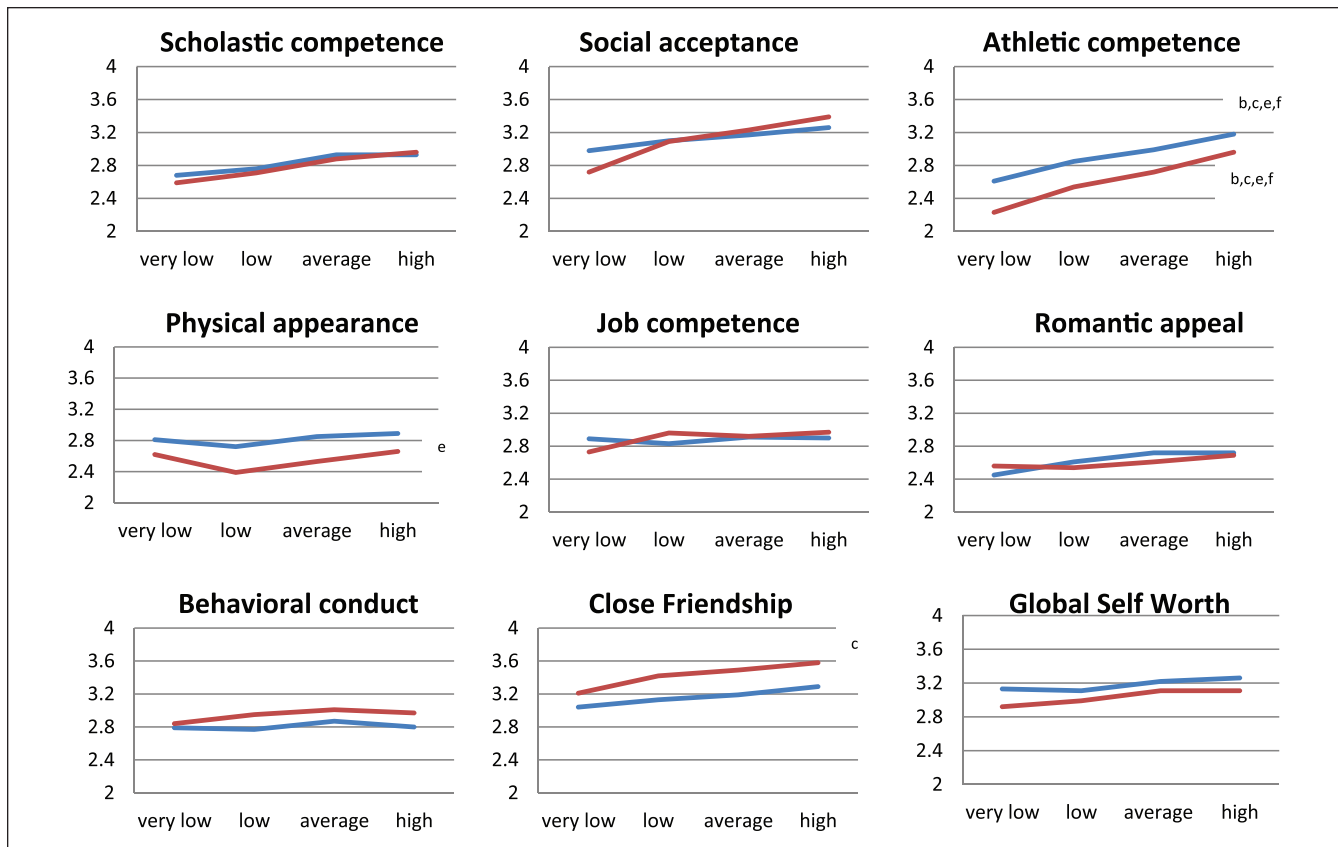 Scholastic competence
4
3.6
3.2
2.8
2.4
2
very low low average high
Social acceptance
4
3.6
3.2
2.8
2.4
2
very low low average high
Athletic competence
4
3.6
3.2
2.8
2.4
2
b,c,e,f
b,c,e,f
very low low average high
Physical appearance
4
3.6
3.2
2.8
2.4
2
e
very low low average high
Job competence
4
3.6
3.2
2.8
2.4
2
very low low average high
Romantic appeal
4
3.6
3.2
2.8
2.4
2
very low low average high
Behavioral conduct
4
3.6
3.2
2.8
2.4
2
very low low average high
Close Friendship
4
3.6
3.2
2.8
2.4
2
c
very low low average high
Global Self Worth
4
3.6
3.2
2.8
2.4
2
very low low average high